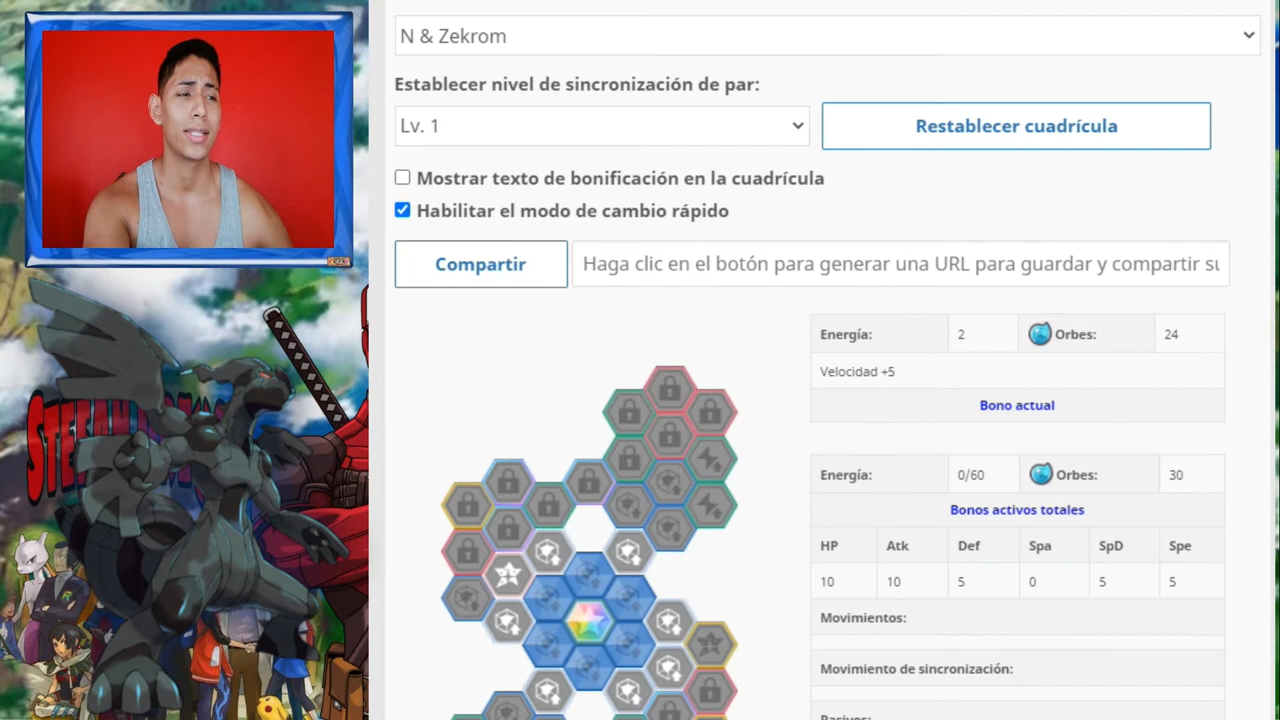 N & Zekrom
Establecer nivel de sincronización de par:
Lv. 1
Restablecer cuadrícula
Mostrar texto de bonificación en la cuadrícula
Habilitar el modo de cambio rápido
Compartir
Haga clic en el botón para generar una URL para guardar y compartir su
Energía: 2 Orbes: 24
Velocidad +5
Bono actual
Energía: 0/60 Orbes: 30
Bonos activos totales
HP Atk Def Spa SpD Spe
10 10 5 0 5 5
Movimientos:
Movimiento de sincronización:
Pasivos: